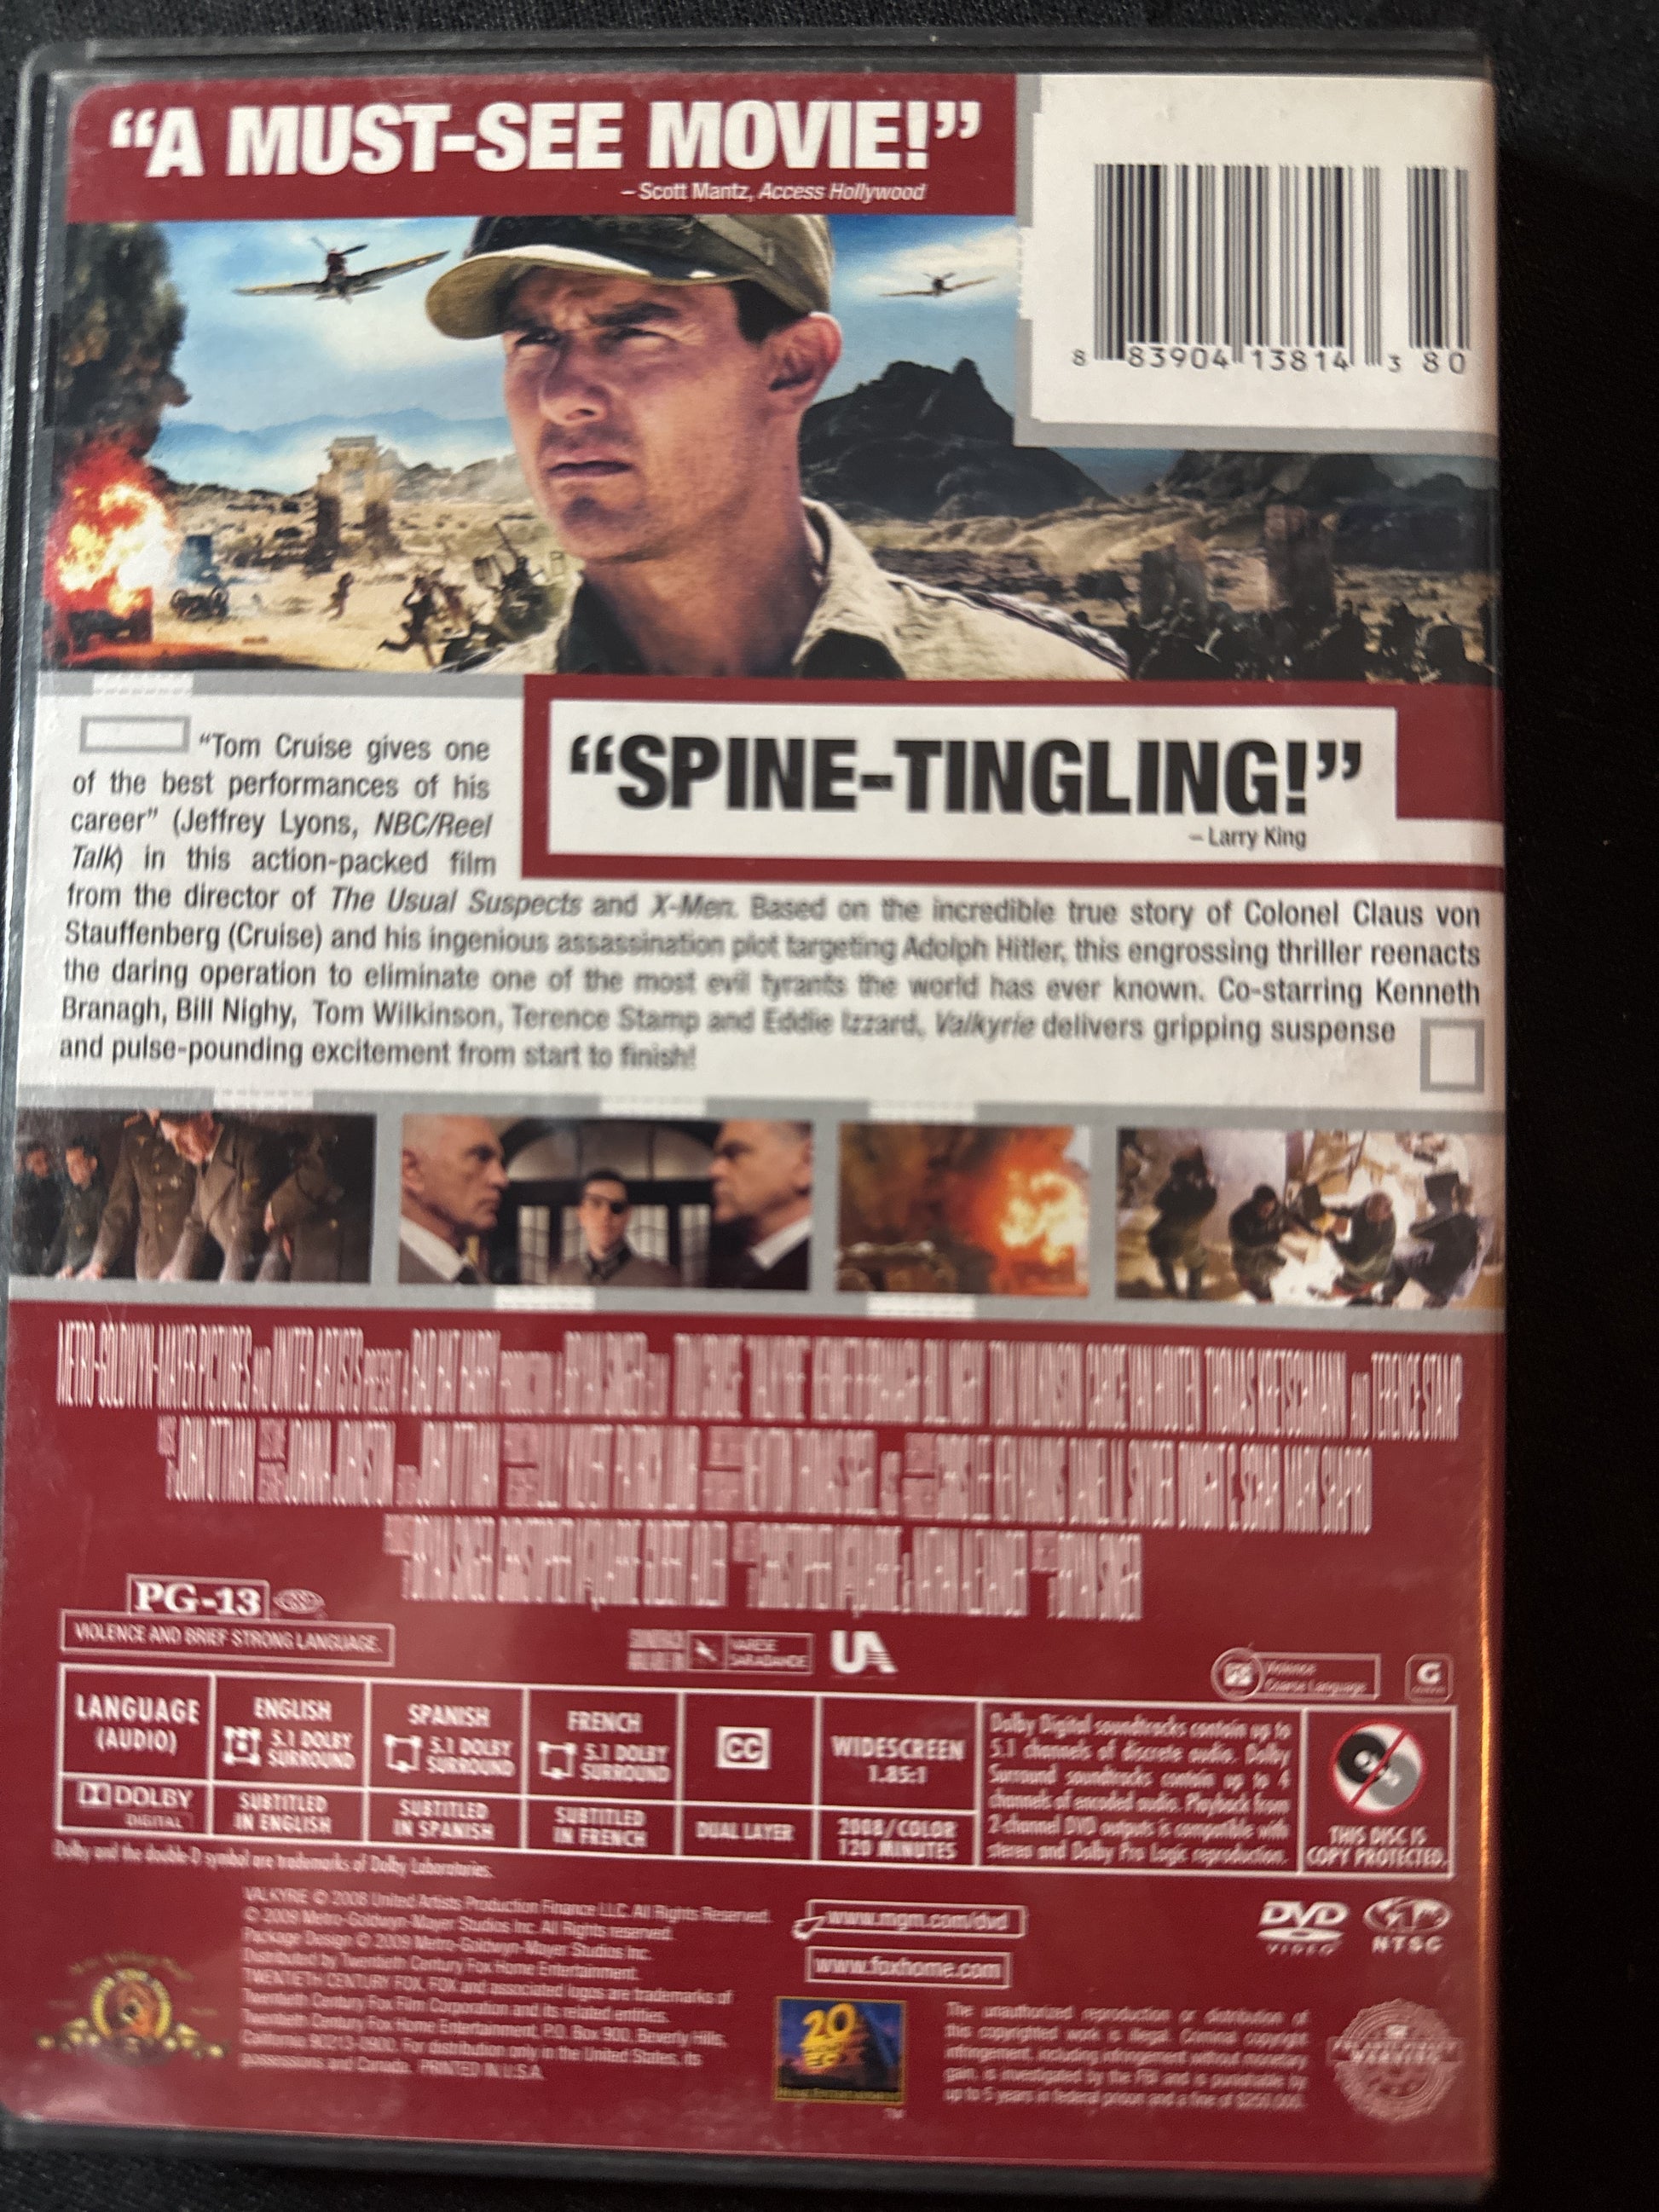 “A MUST-SEE MOVIE!”
– Scott Mantz, Access Hollywood
8 83904 13814 3 80
“Tom Cruise gives one
of the best performances of his
career” (Jeffrey Lyons, NBC/Reel
Talk) in this action-packed film
“SPINE-TINGLING!”
– Larry King
from the director of The Usual Suspects and X-Men. Based on the incredible true story of Colonel Claus von
Stauffenberg (Cruise) and his ingenious assassination plot targeting Adolph Hitler, this engrossing thriller reenacts
the daring operation to eliminate one of the most evil tyrants the world has ever known. Co-starring Kenneth
Branagh, Bill Nighy, Tom Wilkinson, Terence Stamp and Eddie Izzard, Valkyrie delivers gripping suspense
and pulse-pounding excitement from start to finish!
METRO-GOLDWYN-MAYER PICTURES AND UNITED ARTISTS TERENCE STAMP
PG-13
VIOLENCE AND BRIEF STRONG LANGUAGE.
VARESE
SARABANDE
UA
Violence
Coarse Language
G
LANGUAGE
(AUDIO)
ENGLISH
5.1 DOLBY
SURROUND
SPANISH
5.1 DOLBY
SURROUND
FRENCH
5.1 DOLBY
SURROUND
CC
WIDESCREEN
1.85:1
Dolby Digital soundtracks contain up to
5.1 channels of discrete audio. Dolby
Surround soundtracks contain up to 4
channels of encoded audio. Playback from
2-channel DVD outputs is compatible with
stereo and Dolby Pro Logic reproduction.
DOLBY
DIGITAL
SUBTITLED
IN ENGLISH
SUBTITLED
IN SPANISH
SUBTITLED
IN FRENCH
DUAL LAYER
2008/COLOR
120 MINUTES
THIS DISC IS
COPY PROTECTED.
Dolby and the double-D symbol are trademarks of Dolby Laboratories.
VALKYRIE © 2008 United Artists Production Finance LLC. All Rights Reserved.
© 2009 Metro-Goldwyn-Mayer Studios Inc. All Rights reserved.
Package Design © 2009 Metro-Goldwyn-Mayer Studios Inc.
Distributed by Twentieth Century Fox Home Entertainment.
TWENTIETH CENTURY FOX, FOX and associated logos are trademarks of
Twentieth Century Fox Film Corporation and its related entities.
Twentieth Century Fox Home Entertainment, P.O. Box 900, Beverly Hills,
California 90213-0900. For distribution only in the United States, its
possessions and Canada. PRINTED IN U.S.A.
www.mgm.com/dvd
www.foxhome.com
DVD
VIDEO
NTSC
20
TM
The unauthorized reproduction or distribution of
this copyrighted work is illegal. Criminal copyright
infringement, including infringement without monetary
gain, is investigated by the FBI and is punishable by
up to 5 years in federal prison and a fine of $250,000.
WARNING